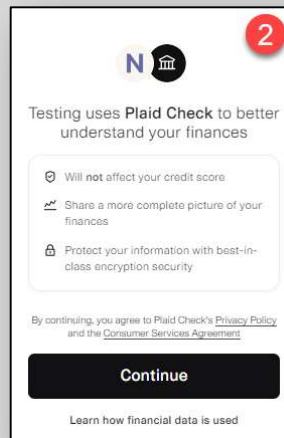 2
N
Testing uses Plaid Check to better
understand your finances
Will not affect your credit score
Share a more complete picture of your
finances
Protect your information with best-in-
class encryption security
By continuing, you agree to Plaid Check's Privacy Policy
and the Consumer Services Agreement
Continue
Learn how financial data is used